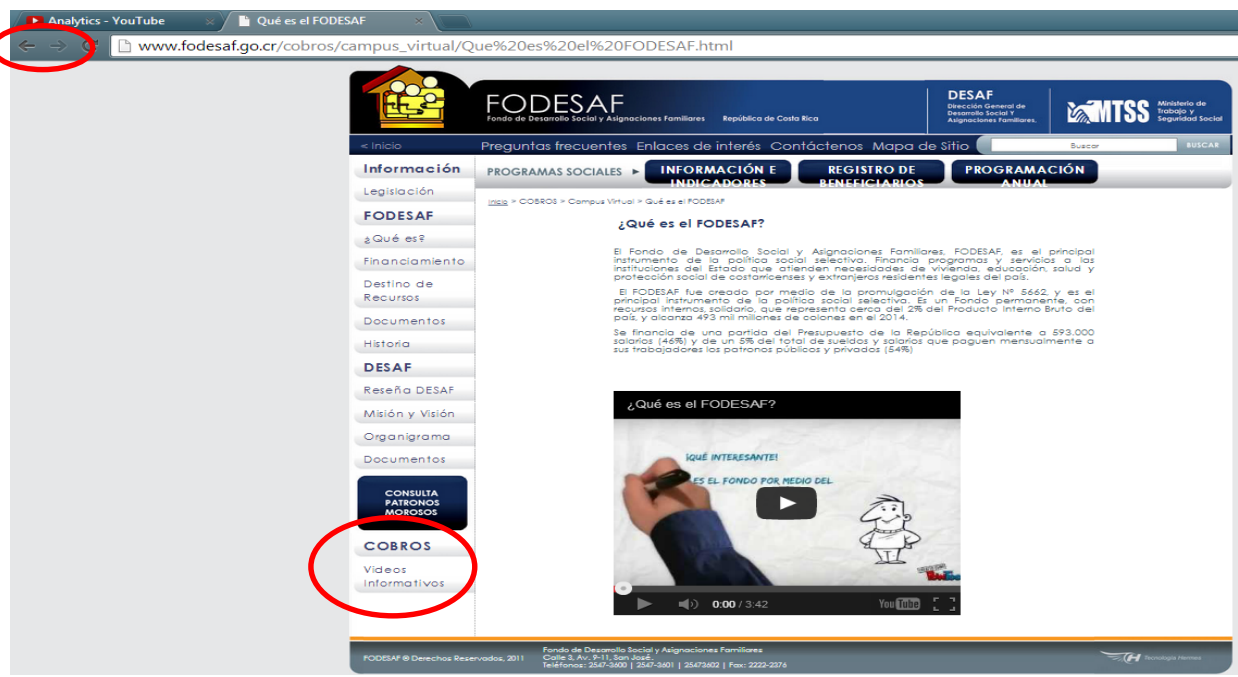 Analytics - YouTube
Qué es el FODESAF
www.fodesaf.go.cr/cobros/campus_virtual/Que%20es%20el%20FODESAF.html
FODESAF
Fondo de Desarrollo Social y Asignaciones Familiares República de Costa Rica
DESAF
Dirección General de
Desarrollo Social Y
Asignaciones Familiares.
MTSS
Ministerio de
Trabajo y
Seguridad Social
< Inicio
Preguntas frecuentes Enlaces de interés Contáctenos Mapa de Sitio
Buscar
BUSCAR
Información
Legislación
FODESAF
¿Qué es?
Financiamiento
Destino de
Recursos
Documentos
Historia
DESAF
Reseña DESAF
Misión y Visión
Organigrama
Documentos
CONSULTA
PATRONOS
MOROSOS
COBROS
Videos
Informativos
PROGRAMAS SOCIALES ►
INFORMACIÓN E
INDICADORES
REGISTRO DE
BENEFICIARIOS
PROGRAMACIÓN
ANUAL
Inicio > COBROS > Campus Virtual > Qué es el FODESAF
¿Qué es el FODESAF?
El Fondo de Desarrollo Social y Asignaciones Familiares, FODESAF, es el principal
instrumento de la política social selectiva. Financia programas y servicios a las
instituciones del Estado que atienden necesidades de vivienda, educación, salud y
protección social de costarricenses y extranjeros residentes legales del país.
El FODESAF fue creado por medio de la promulgación de la Ley Nº 5662, y es el
principal instrumento de la política social selectiva. Es un Fondo permanente, con
recursos internos, solidario, que representa cerca del 2% del Producto Interno Bruto del
país, y alcanza 493 mil millones de colones en el 2014.
Se financia de una partida del Presupuesto de la República equivalente a 593.000
salarios (46%) y de un 5% del total de sueldos y salarios que paguen mensualmente a
sus trabajadores los patronos públicos y privados (54%)
¿Qué es el FODESAF?
¡QUÉ INTERESANTE!
ES EL FONDO POR MEDIO DEL
0:00 / 3:42
YouTube
FODESAF ® Derechos Reservados, 2011
Fondo de Desarrollo Social y Asignaciones Familiares
Calle 3, Av. 9-11, San José.
Teléfonos: 2547-3600 | 2547-3601 | 25473602 | Fax: 2222-2376
Tecnología Hermes